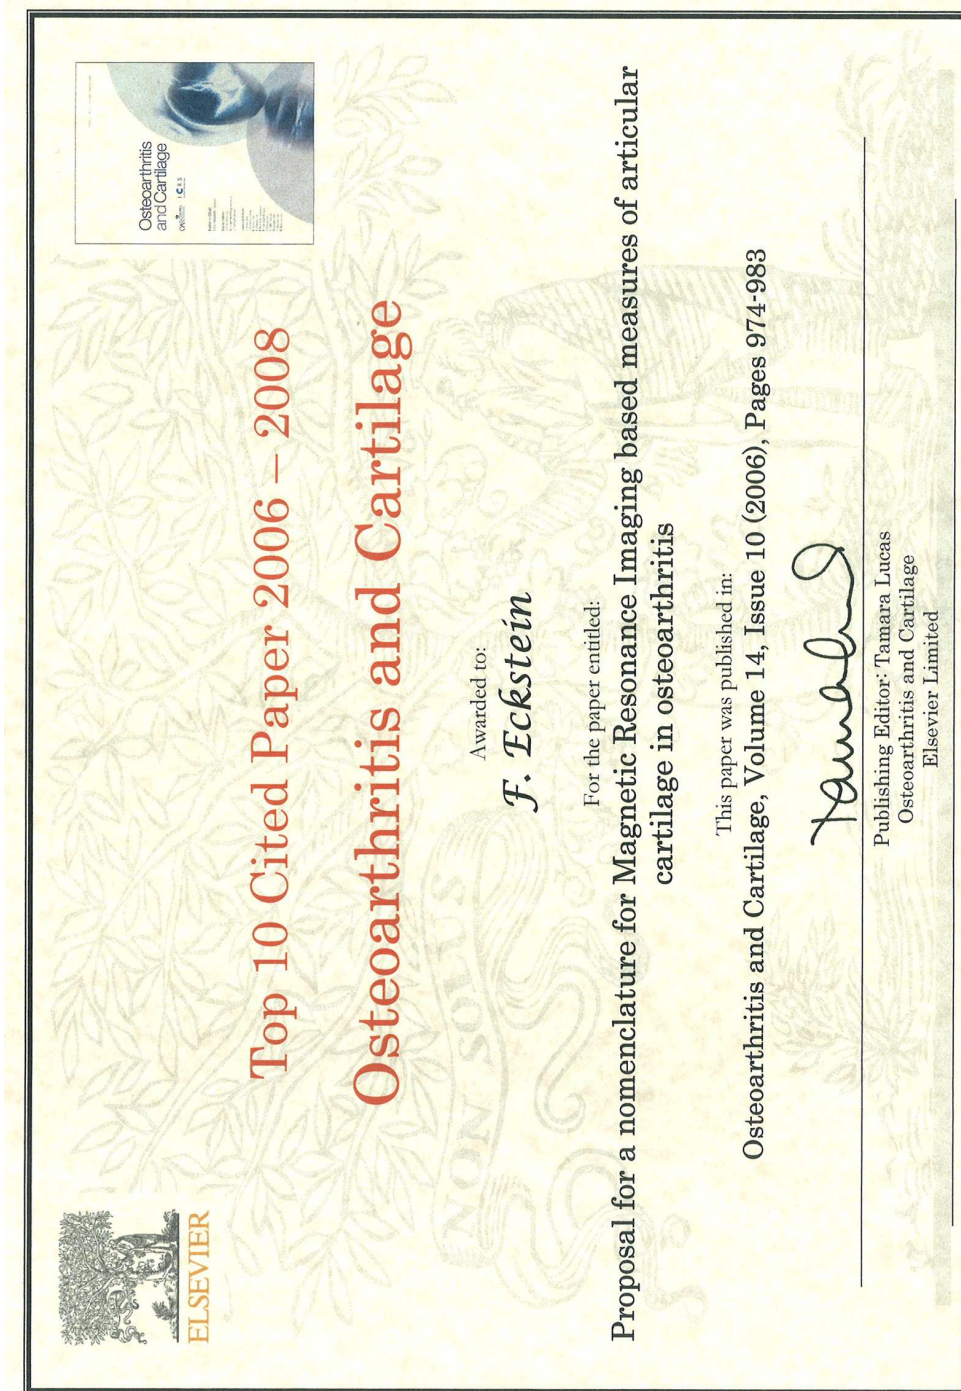 ELSEVIER
Osteoarthritis
and Cartilage
OARSI
ICRS
Top 10 Cited Paper 2006 – 2008
Osteoarthritis and Cartilage
Awarded to:
F. Eckstein
For the paper entitled:
Proposal for a nomenclature for Magnetic Resonance Imaging based measures of articular
cartilage in osteoarthritis
This paper was published in:
Osteoarthritis and Cartilage, Volume 14, Issue 10 (2006), Pages 974-983
Publishing Editor: Tamara Lucas
Osteoarthritis and Cartilage
Elsevier Limited
NON SOLUS